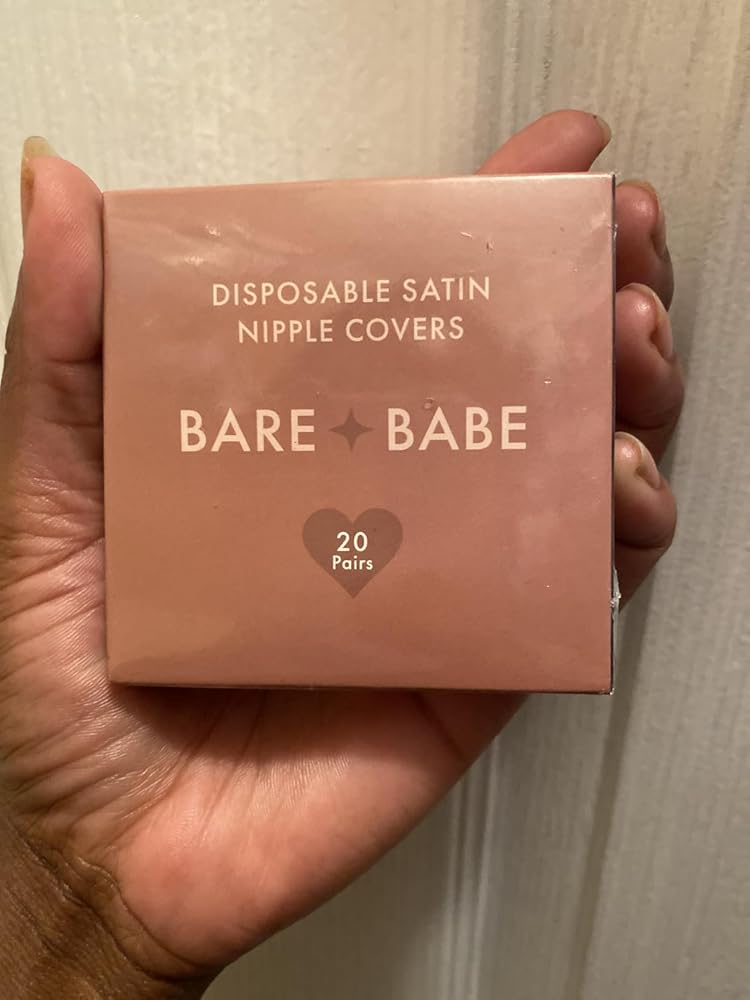 DISPOSABLE SATIN
NIPPLE COVERS
BARE BABE
20
Pairs